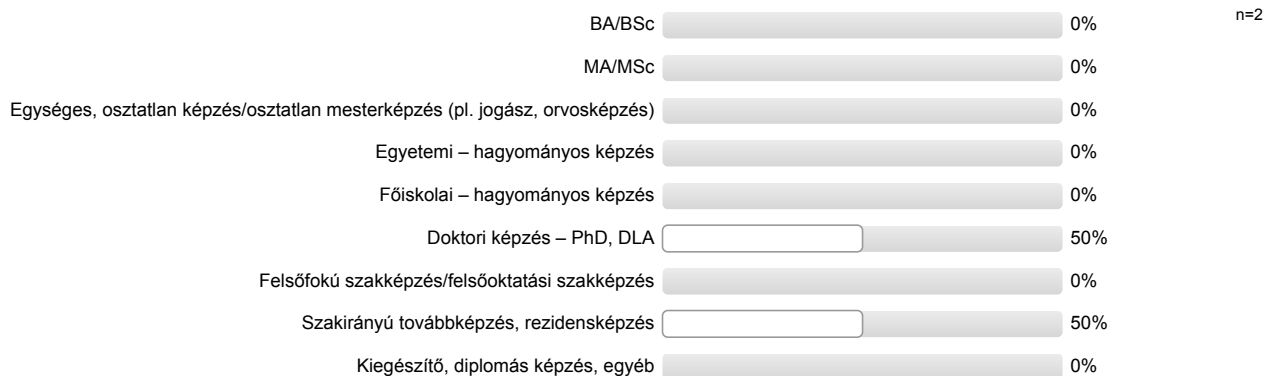 n=2
BA/BSc 0%
MA/MSc 0%
Egységes, osztatlan képzés/osztatlan mesterképzés (pl. jogász, orvosképzés) 0%
Egyetemi – hagyományos képzés 0%
Főiskolai – hagyományos képzés 0%
Doktori képzés – PhD, DLA 50%
Felsőfokú szakképzés/felsőoktatási szakképzés 0%
Szakirányú továbbképzés, rezidensképzés 50%
Kiegészítő, diplomás képzés, egyéb 0%